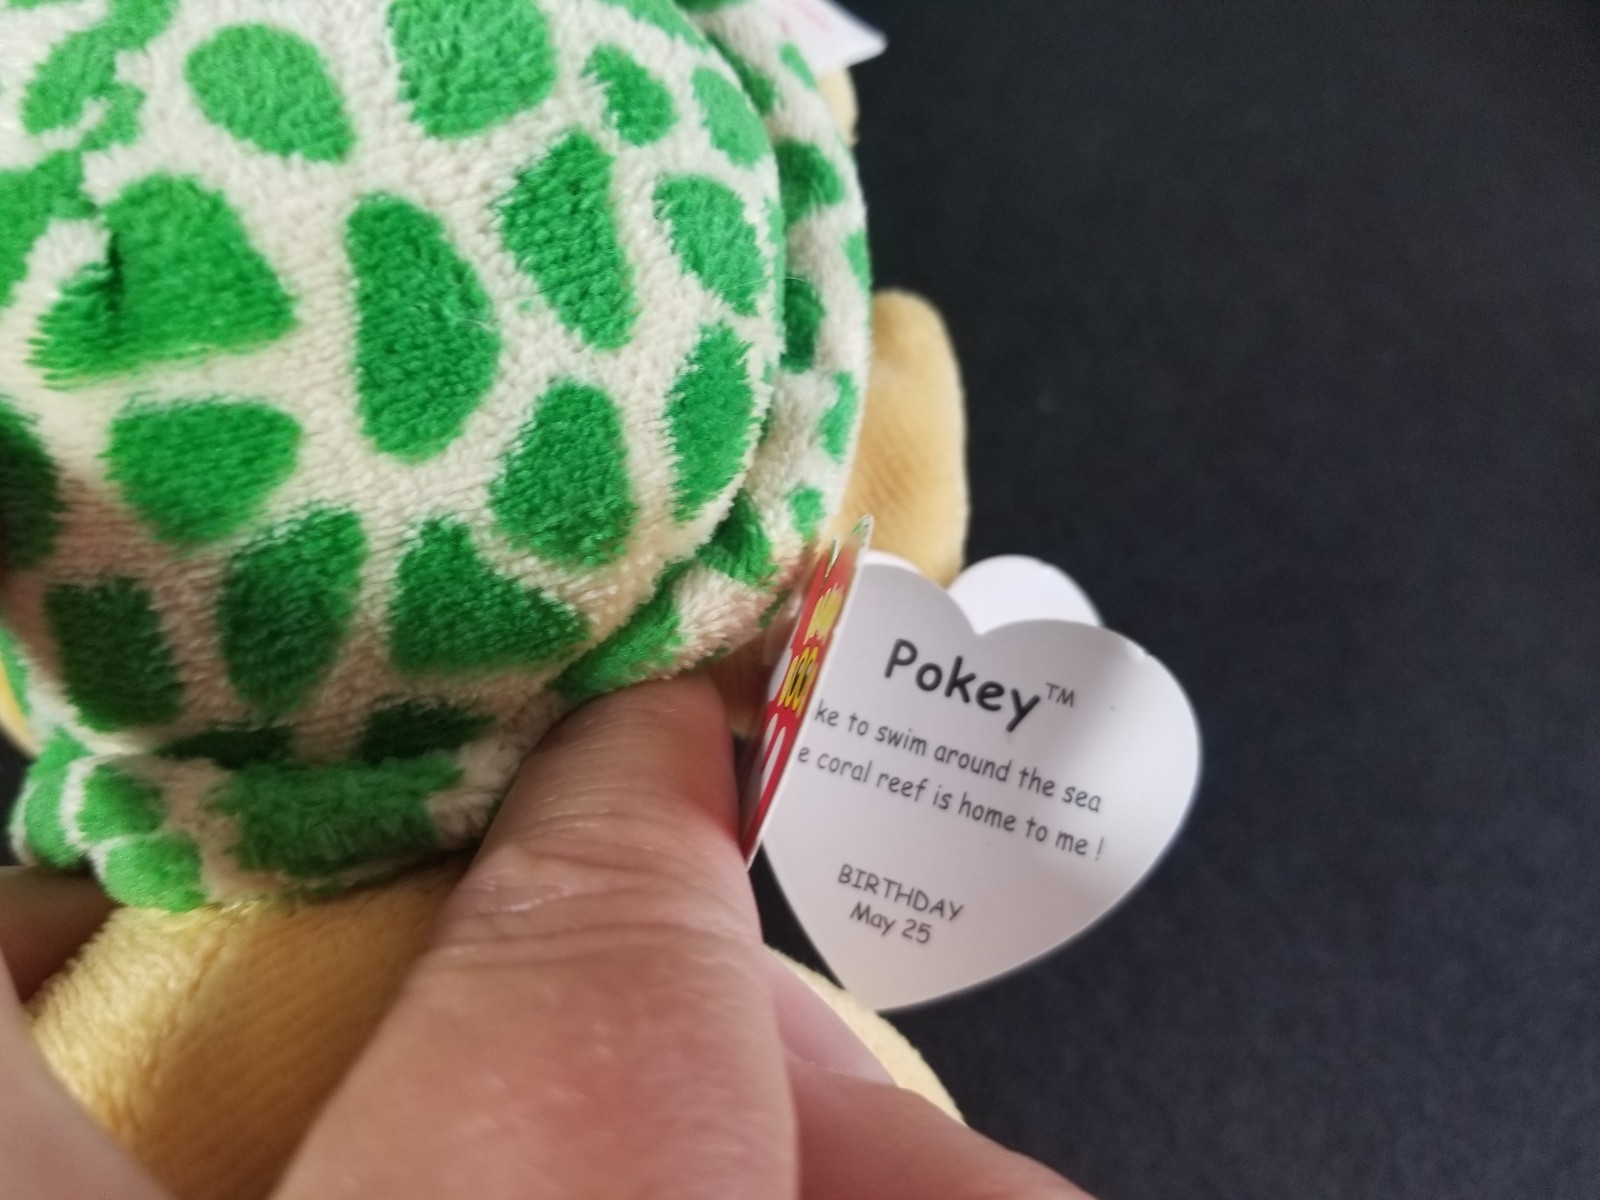 Pokey™
ke to swim around the sea
e coral reef is home to me !
BIRTHDAY
May 25